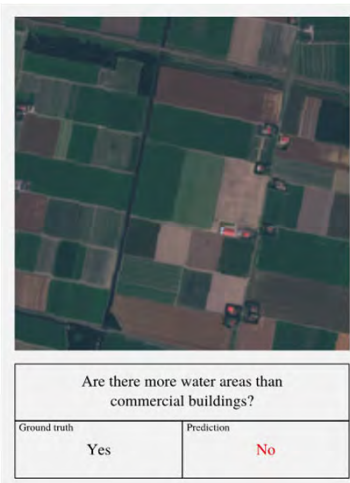 Are there more water areas than
commercial buildings?
Ground truth
Prediction
Yes
No